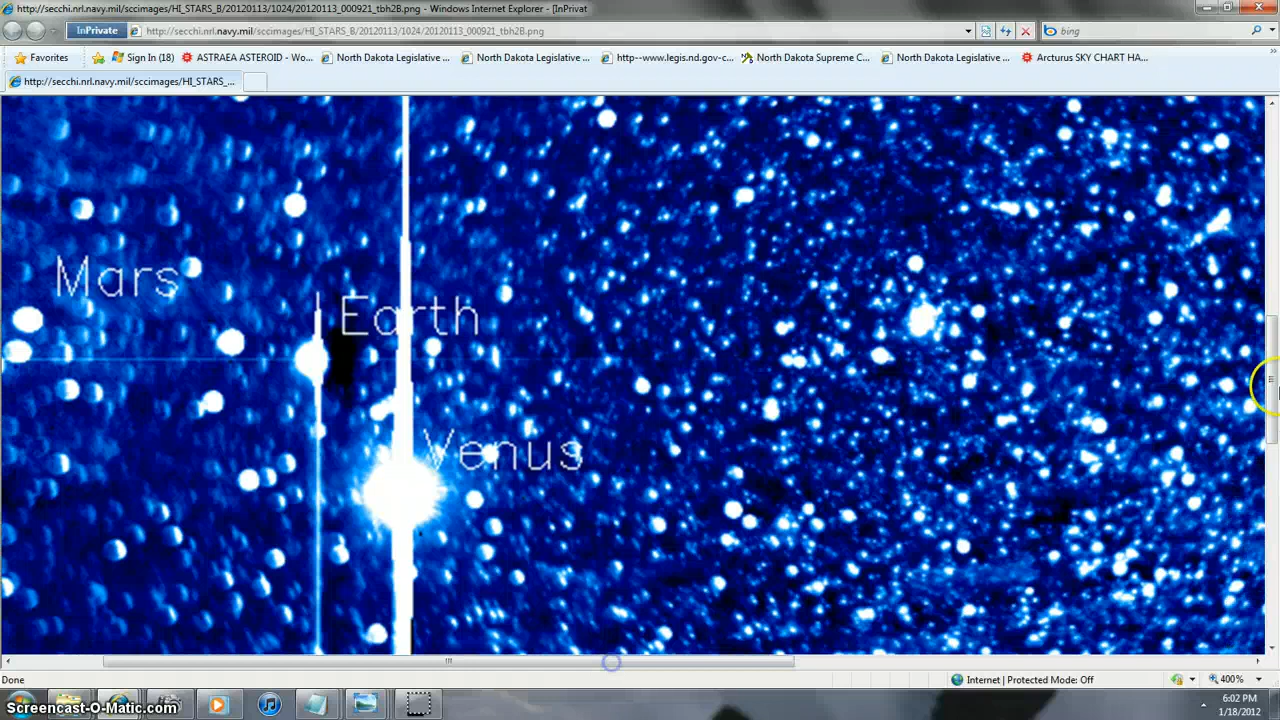 http://secchi.nrl.navy.mil/sccimages/HI_STARS_B/20120113/1024/20120113_000921_tbh2B.png - Windows Internet Explorer - [InPrivat
InPrivate
http://secchi.nrl.navy.mil/sccimages/HI_STARS_B/20120113/1024/20120113_000921_tbh2B.png
bing
Favorites
Sign In (18)
ASTRAEA ASTEROID - Wo...
North Dakota Legislative ...
North Dakota Legislative ...
http--www.legis.nd.gov-c...
North Dakota Supreme C...
North Dakota Legislative ...
Arcturus SKY CHART HA...
http://secchi.nrl.navy.mil/sccimages/HI_STARS_...
Mars
Earth
Venus
Done
Internet | Protected Mode: Off
400%
Screencast-O-Matic.com
6:02 PM
1/18/2012